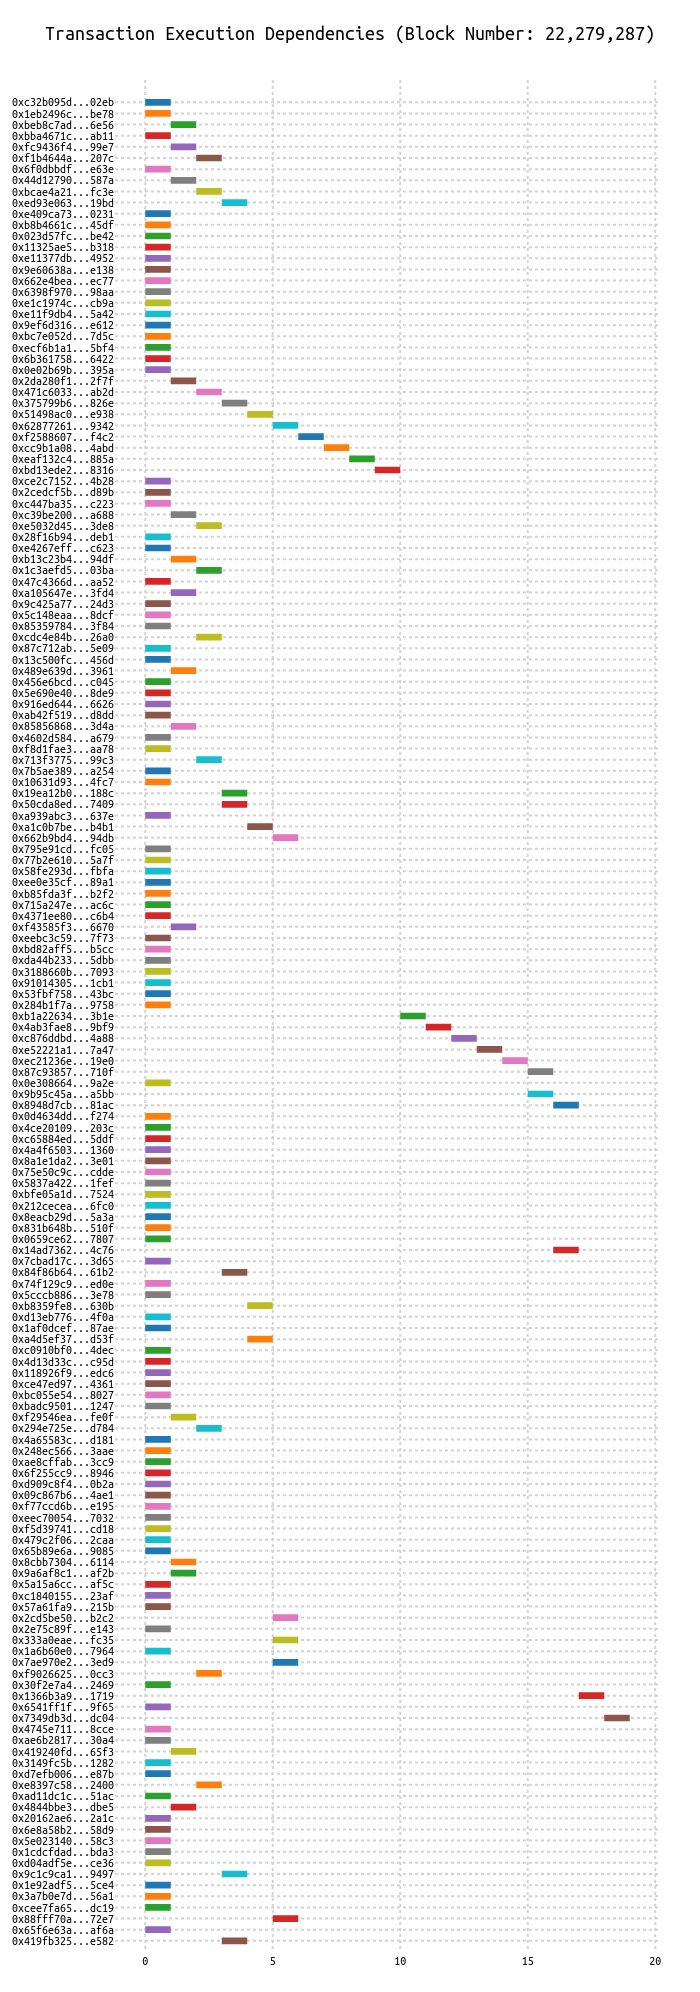 Transaction Execution Dependencies (Block Number: 22,279,287)
0xc32b095d...02eb
0x1eb2496c...be78
0xbeb8c7ad...6e56
0xbba4671c...ab11
0xfc9436f4...99e7
0xf1b4644a...207c
0x6f0dbbdf...e63e
0x44d12790...587a
0xbcae4a21...fc3e
0xed93e063...19bd
0xe409ca73...0231
0xb8b4661c...45df
0x023d57fc...be42
0x11325ae5...b318
0xe11377db...4952
0x9e60638a...e138
0x662e4bea...ec77
0x6398f970...98aa
0xe1c1974c...cb9a
0xe11f9db4...5a42
0x9ef6d316...e612
0xbc7e052d...7d5c
0xecf6b1a1...5bf4
0x6b361758...6422
0x0e02b69b...395a
0x2da280f1...2f7f
0x471c6033...ab2d
0x375799b6...826e
0x51498ac0...e938
0x62877261...9342
0xf2588607...f4c2
0xcc9b1a08...4abd
0xeaf132c4...885a
0xbd13ede2...8316
0xce2c7152...4b28
0x2cedcf5b...d89b
0xc447ba35...c223
0xc39be200...a688
0xe5032d45...3de8
0x28f16b94...deb1
0xe4267eff...c623
0xb13c23b4...94df
0x1c3aefd5...03ba
0x47c4366d...aa52
0xa105647e...3fd4
0x9c425a77...24d3
0x5c148eaa...8dcf
0x85359784...3f84
0xcdc4e84b...26a0
0x87c712ab...5e09
0x13c500fc...456d
0x489e639d...3961
0x456e6bcd...c045
0x5e690e40...8de9
0x916ed644...6626
0xab42f519...d8dd
0x85856868...3d4a
0x4602d584...a679
0xf8d1fae3...aa78
0x713f3775...99c3
0x7b5ae389...a254
0x10631d93...4fc7
0x19ea12b0...188c
0x50cda8ed...7409
0xa939abc3...637e
0xa1c0b7be...b4b1
0x662b9bd4...94db
0x795e91cd...fc05
0x77b2e610...5a7f
0x58fe293d...fbfa
0xee0e35cf...89a1
0xb85fda3f...b2f2
0x715a247e...ac6c
0x4371ee80...c6b4
0xf43585f3...6670
0xeebc3c59...7f73
0xbd82aff5...b5cc
0xda44b233...5dbb
0x3188660b...7093
0x91014305...1cb1
0x53fbf758...43bc
0x284b1f7a...9758
0xb1a22634...3b1e
0x4ab3fae8...9bf9
0xc876ddbd...4a88
0xe52221a1...7a47
0xec21236e...19e0
0x87c93857...710f
0x0e308664...9a2e
0x9b95c45a...a5bb
0x8948d7cb...81ac
0x0d4634dd...f274
0x4ce20109...203c
0xc65884ed...5ddf
0x4a4f6503...1360
0x8a1e1da2...3e01
0x75e50c9c...cdde
0x5837a422...1fef
0xbfe05a1d...7524
0x212cecea...6fc0
0x8eacb29d...5a3a
0x831b648b...510f
0x0659ce62...7807
0x14ad7362...4c76
0x7cbad17c...3d65
0x84f86b64...61b2
0x74f129c9...ed0e
0x5cccb886...3e78
0xb8359fe8...630b
0xd13eb776...4f0a
0x1af0dcef...87ae
0xa4d5ef37...d53f
0xc0910bf0...4dec
0x4d13d33c...c95d
0x118926f9...edc6
0xce47ed97...4361
0xbc055e54...8027
0xbadc9501...1247
0xf29546ea...fe0f
0x294e725e...d784
0x4a65583c...d181
0x248ec566...3aae
0xae8cffab...3cc9
0x6f255cc9...8946
0xd909c8f4...0b2a
0x09c867b6...4ae1
0xf77ccd6b...e195
0xeec70054...7032
0xf5d39741...cd18
0x479c2f06...2caa
0x65b89e6a...9085
0x8cbb7304...6114
0x9a6af8c1...af2b
0x5a15a6cc...af5c
0xc1840155...23af
0x57a61fa9...215b
0x2cd5be50...b2c2
0x2e75c89f...e143
0x333a0eae...fc35
0x1a6b60e0...7964
0x7ae970e2...3ed9
0xf9026625...0cc3
0x30f2e7a4...2469
0x1366b3a9...1719
0x6541ff1f...9f65
0x7349db3d...dc04
0x4745e711...8cce
0xae6b2817...30a4
0x419240fd...65f3
0x3149fc5b...1282
0xd7efb006...e87b
0xe8397c58...2400
0xad11dc1c...51ac
0x4844bbe3...dbe5
0x20162ae6...2a1c
0x6e8a58b2...58d9
0x5e023140...58c3
0x1cdcfdad...bda3
0xd04adf5e...ce36
0x9c1c9ca1...9497
0x1e92adf5...5ce4
0x3a7b0e7d...56a1
0xcee7fa65...dc19
0x88fff70a...72e7
0x65f6e63a...af6a
0x419fb325...e582
0 5 10 15 20